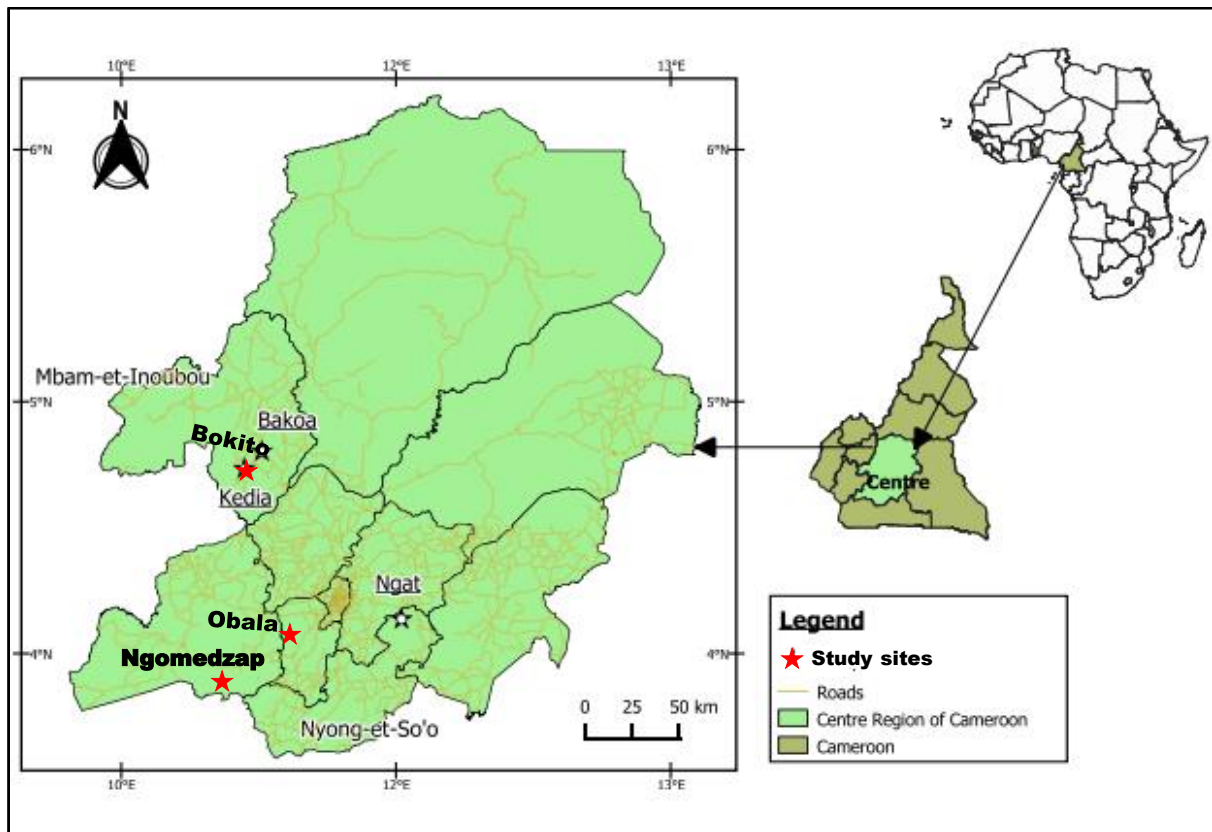 10°E 12°E 13°E
N
6°N 6°N
Mbam-et-Inoubou
5°N 5°N
Bakoa
Bokito
Kedia
Centre
Ngat
Obala
4°N 4°N
Ngomedzap
Nyong-et-So'o
0 25 50 km
10°E 12°E 13°E
Legend
Study sites
Roads
Centre Region of Cameroon
Cameroon